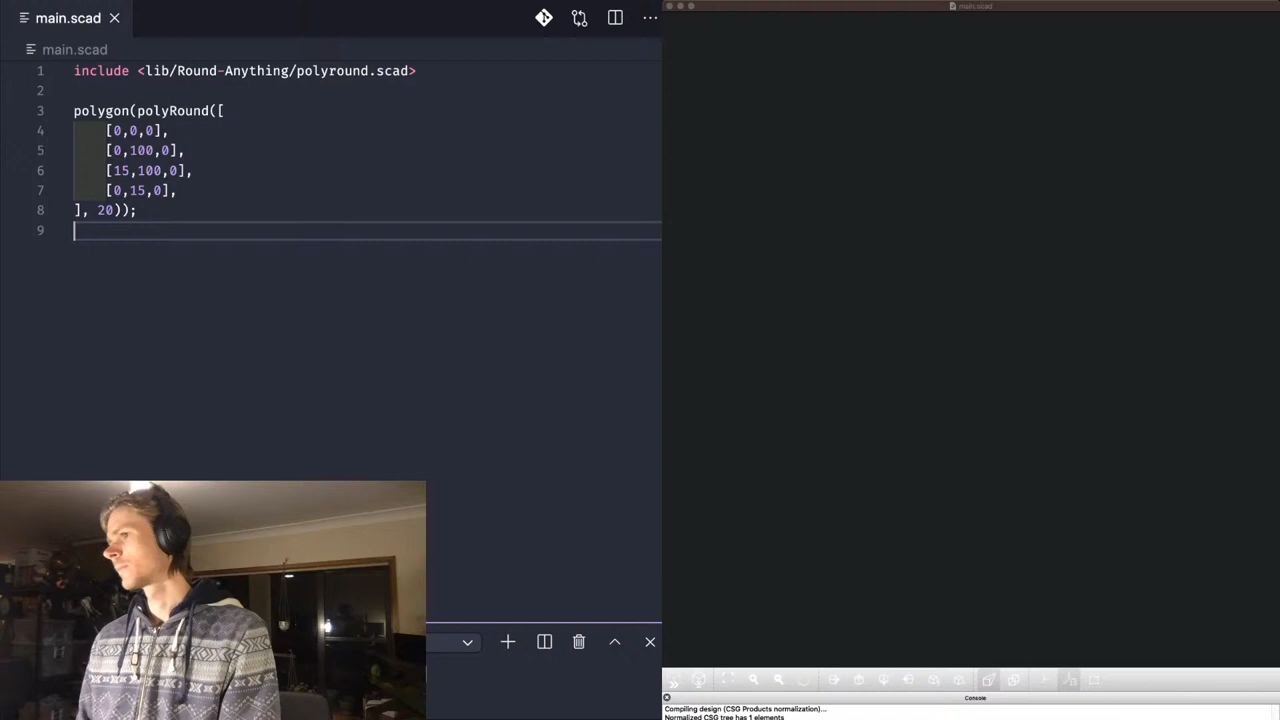 main.scad
main.scad
1 include <lib/Round-Anything/polyround.scad>
2
3 polygon(polyRound([
4 [0,0,0],
5 [0,100,0],
6 [15,100,0],
7 [0,15,0],
8 ], 20));
9
main.scad
Console
Compiling design (CSG Products normalization)...
Normalized CSG tree has 1 elements